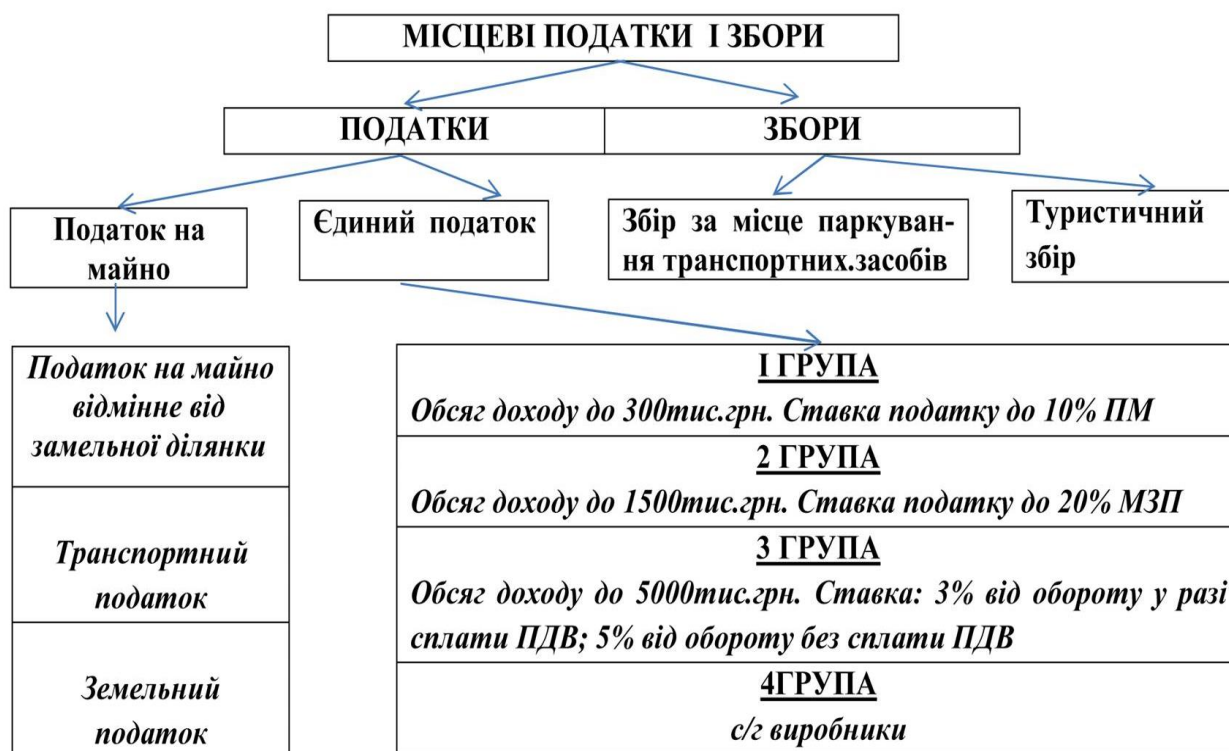 МІСЦЕВІ ПОДАТКИ І ЗБОРИ
ПОДАТКИ
ЗБОРИ
Податок на
майно
Єдиний податок
Збір за місце паркуван-
ня транспортних.засобів
Туристичний
збір
Податок на майно
відмінне від
замельної ділянки
Транспортний
податок
Земельний
податок
І ГРУПА
Обсяг доходу до 300тис.грн. Ставка податку до 10% ПМ
2 ГРУПА
Обсяг доходу до 1500тис.грн. Ставка податку до 20% МЗП
3 ГРУПА
Обсяг доходу до 5000тис.грн. Ставка: 3% від обороту у разі
сплати ПДВ; 5% від обороту без сплати ПДВ
4ГРУПА
с/г виробники